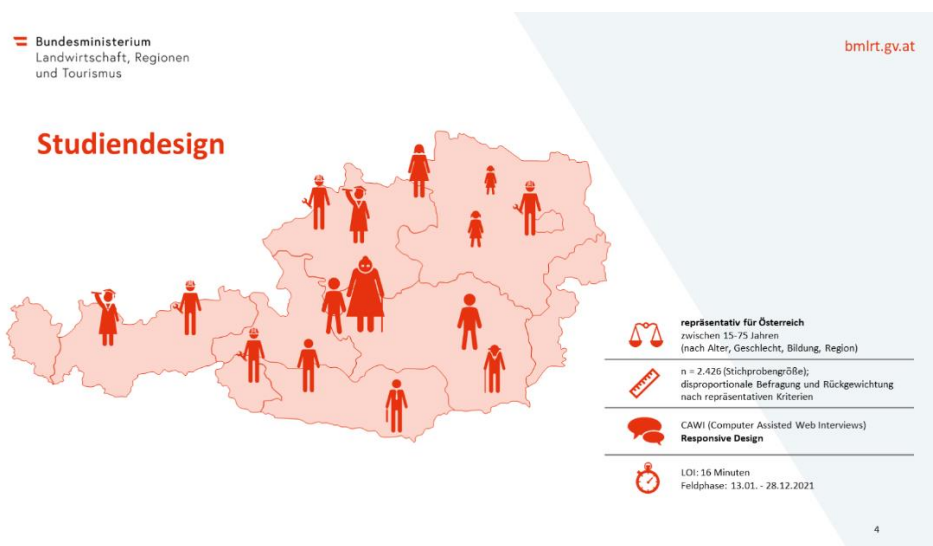 Bundesministerium
Landwirtschaft, Regionen
und Tourismus
bmlrt.gv.at
Studiendesign
repräsentativ für Österreich
zwischen 15-75 Jahren
(nach Alter, Geschlecht, Bildung, Region)
n = 2.426 (Stichprobengröße);
disproportionale Befragung und Rückgewichtung
nach repräsentativen Kriterien
CAWI (Computer Assisted Web Interviews)
Responsive Design
LOI: 16 Minuten
Feldphase: 13.01. - 28.12.2021
4